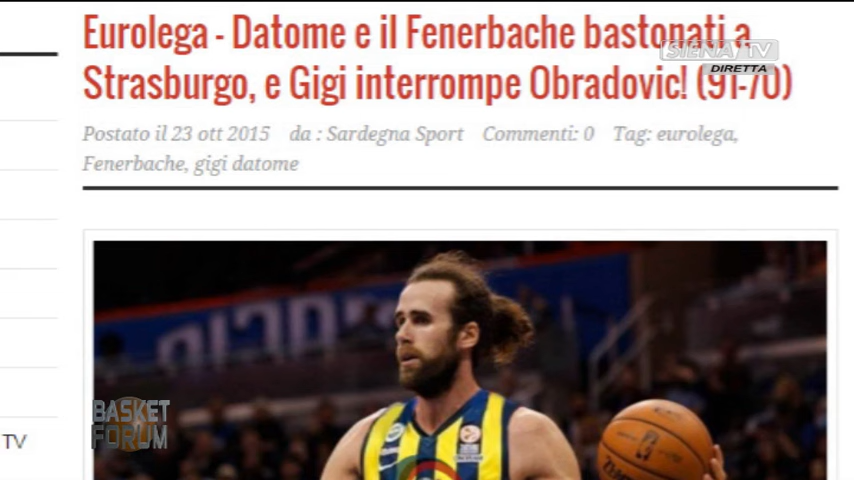 Eurolega - Datome e il Fenerbache bastonati a
Strasburgo, e Gigi interrompe Obradovic! (91-70)
SIENA TV
DIRETTA
Postato il 23 ott 2015 da : Sardegna Sport Commenti: 0 Tag: eurolega,
Fenerbache, gigi datome
BASKET
FORUM
TV